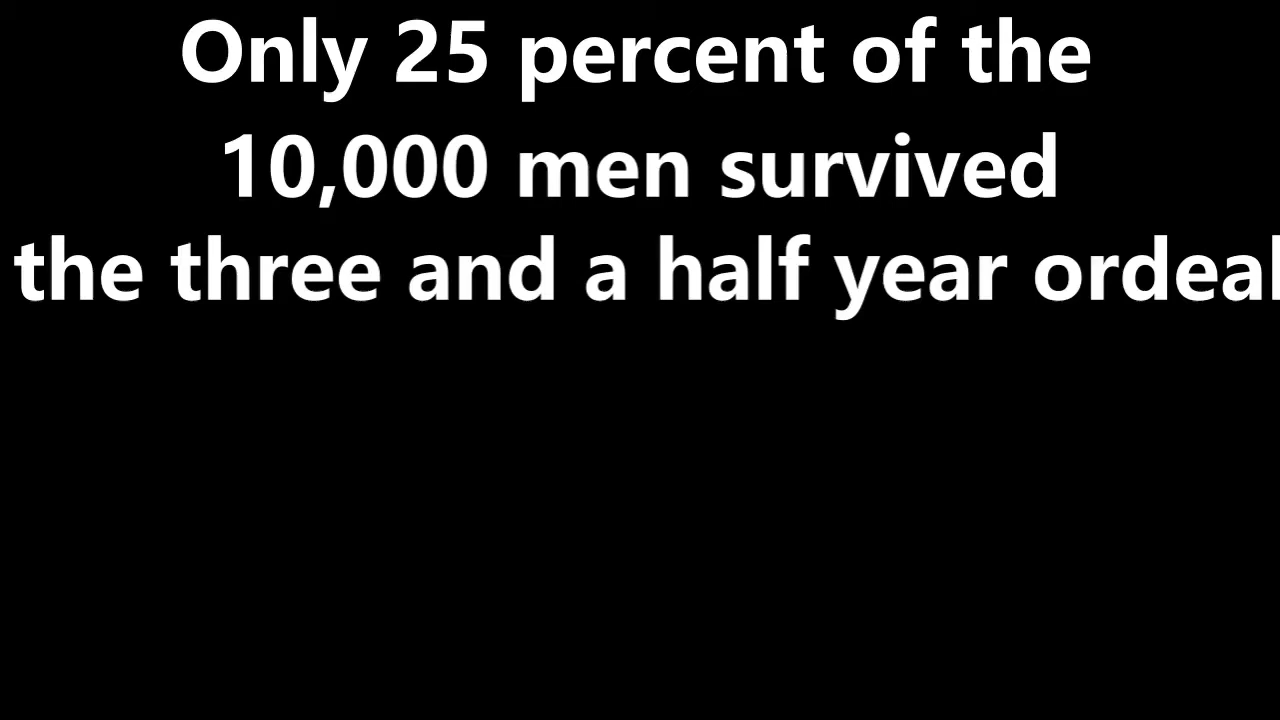 Only 25 percent of the
10,000 men survived
the three and a half year ordeal